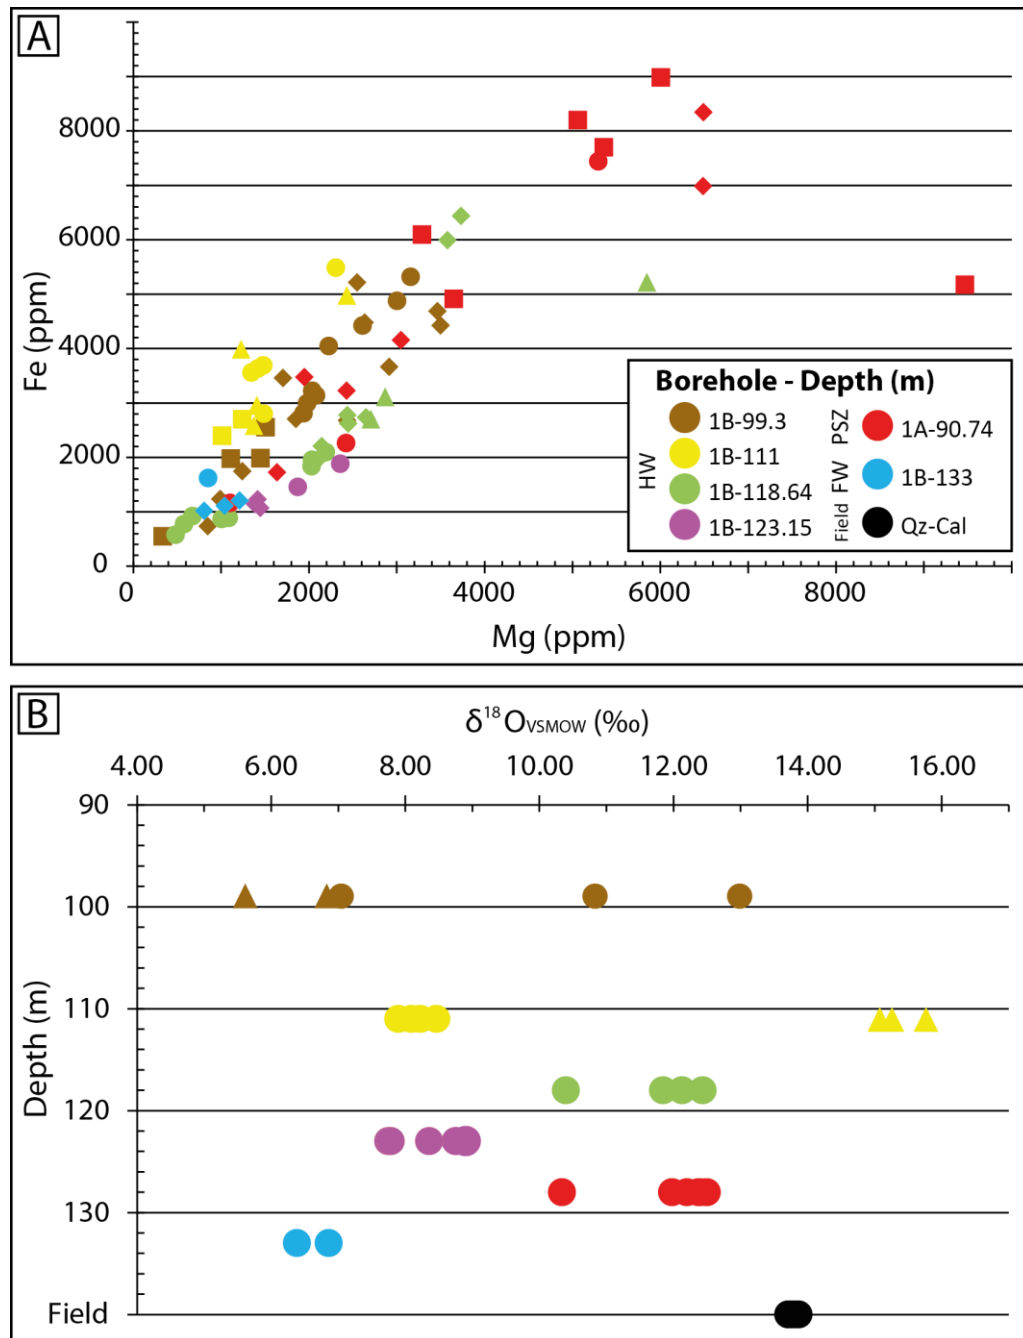 A
8000
6000
4000
2000
0
Fe (ppm)
0 2000 4000 6000 8000
Mg (ppm)
Borehole - Depth (m)
HW
1B-99.3
1B-111
1B-118.64
1B-123.15
PSZ
1A-90.74
FW
1B-133
Field
Qz-Cal
B
δ¹⁸O_VSMOW (‰)
4.00 6.00 8.00 10.00 12.00 14.00 16.00
90
100
110
120
130
Field
Depth (m)